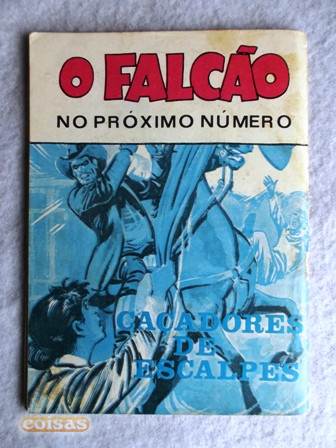 O FALCÃO
NO PRÓXIMO NÚMERO
CAÇADORES
DE
ESCALPES
coisas